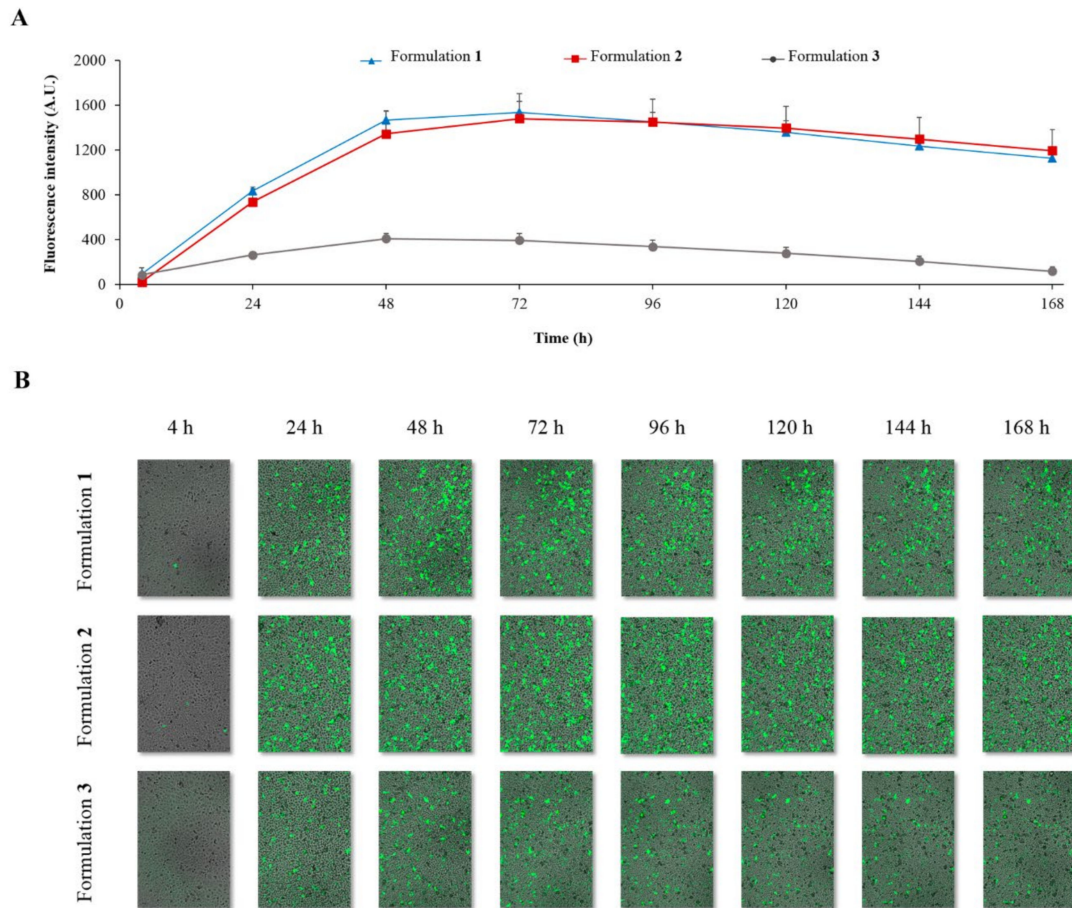 A
Formulation 1 Formulation 2 Formulation 3
2000
1600
1200
800
400
0
Fluorescence intensity (A.U.)
0 24 48 72 96 120 144 168
Time (h)
B
4 h 24 h 48 h 72 h 96 h 120 h 144 h 168 h
Formulation 1
Formulation 2
Formulation 3